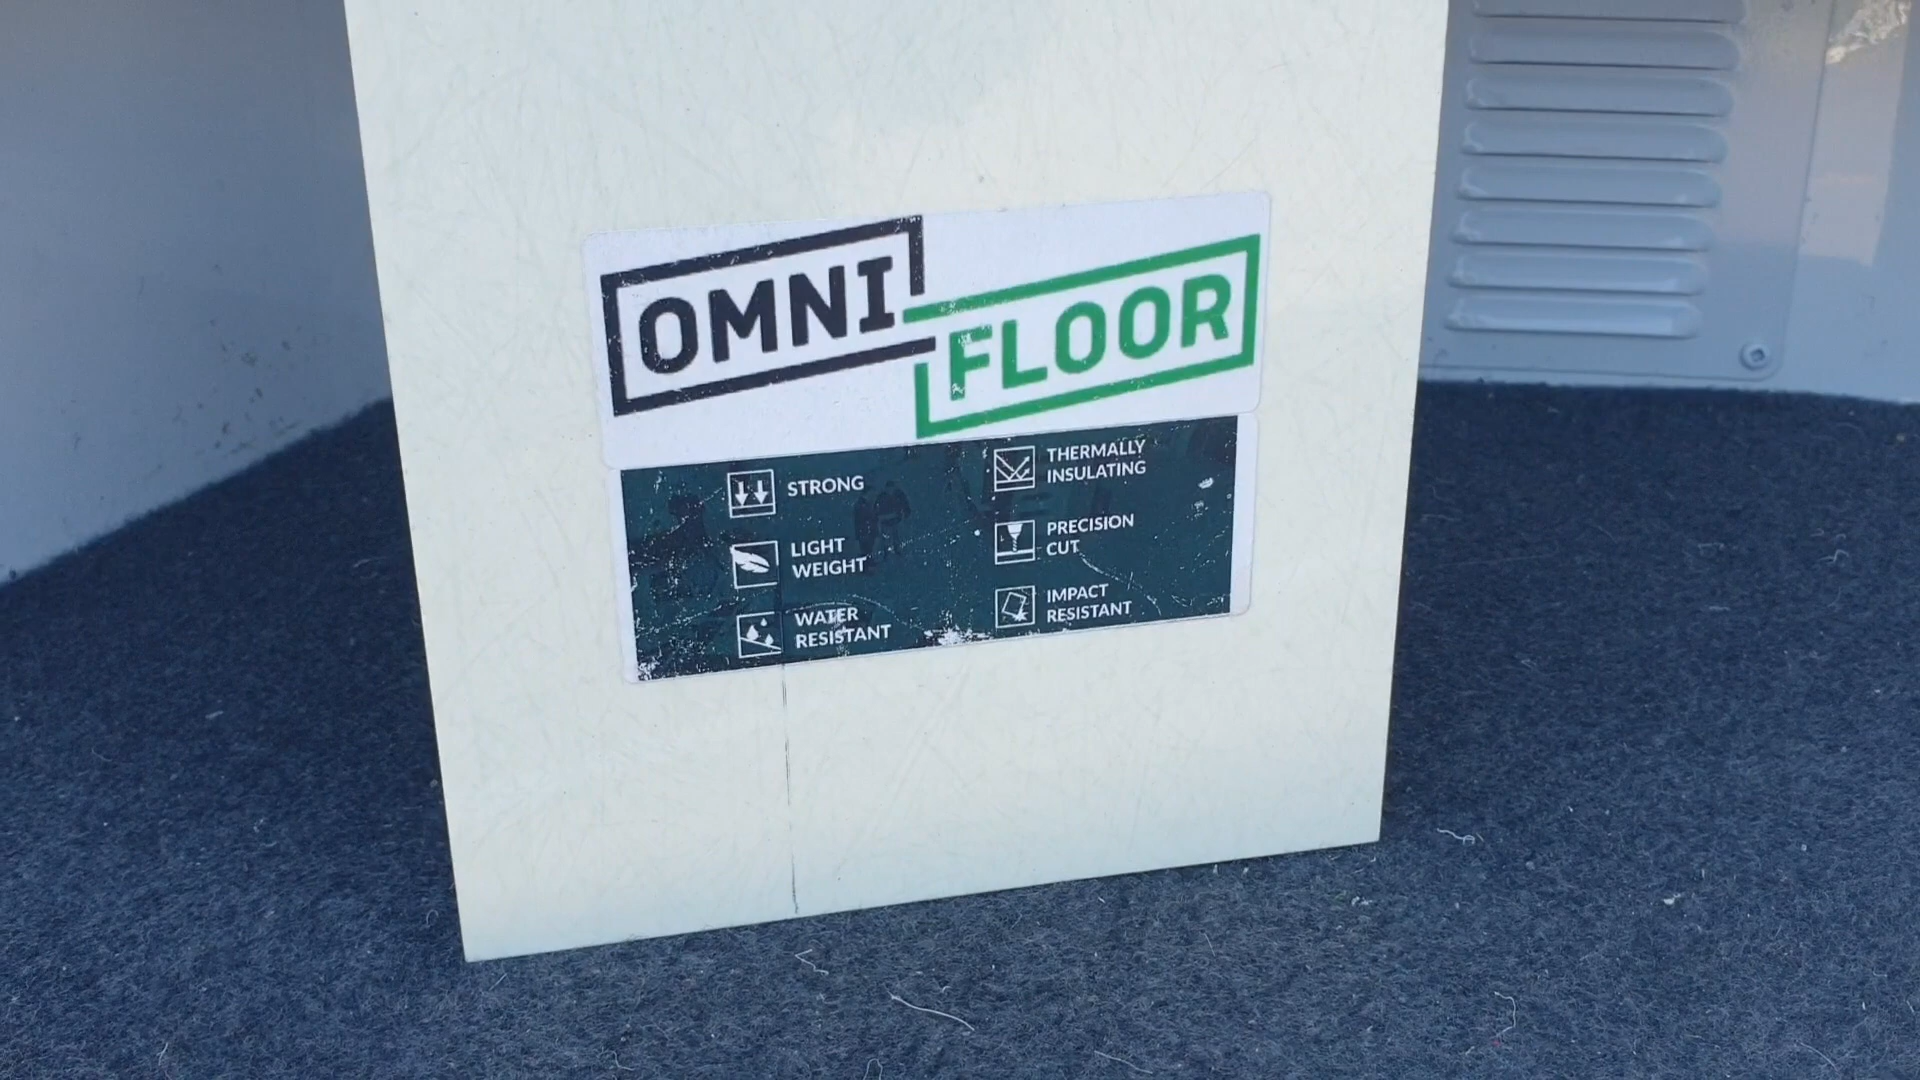 OMNI
FLOOR
STRONG
LIGHT
WEIGHT
WATER
RESISTANT
THERMALLY
INSULATING
PRECISION
CUT
IMPACT
RESISTANT